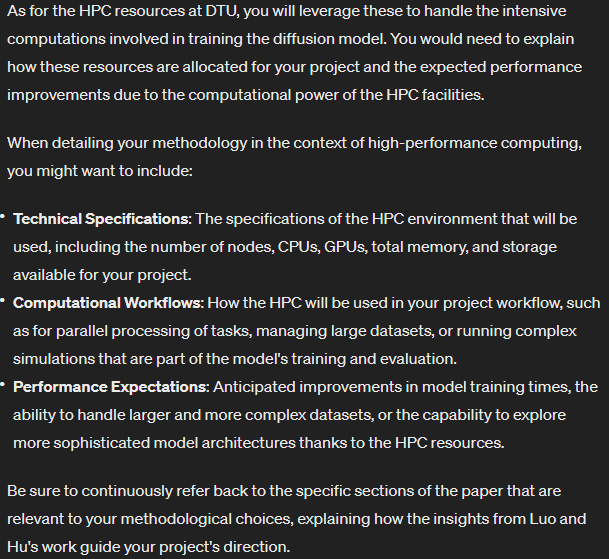 As for the HPC resources at DTU, you will leverage these to handle the intensive
computations involved in training the diffusion model. You would need to explain
how these resources are allocated for your project and the expected performance
improvements due to the computational power of the HPC facilities.
When detailing your methodology in the context of high-performance computing,
you might want to include:
• Technical Specifications: The specifications of the HPC environment that will be
used, including the number of nodes, CPUs, GPUs, total memory, and storage
available for your project.
• Computational Workflows: How the HPC will be used in your project workflow, such
as for parallel processing of tasks, managing large datasets, or running complex
simulations that are part of the model's training and evaluation.
• Performance Expectations: Anticipated improvements in model training times, the
ability to handle larger and more complex datasets, or the capability to explore
more sophisticated model architectures thanks to the HPC resources.
Be sure to continuously refer back to the specific sections of the paper that are
relevant to your methodological choices, explaining how the insights from Luo and
Hu's work guide your project's direction.